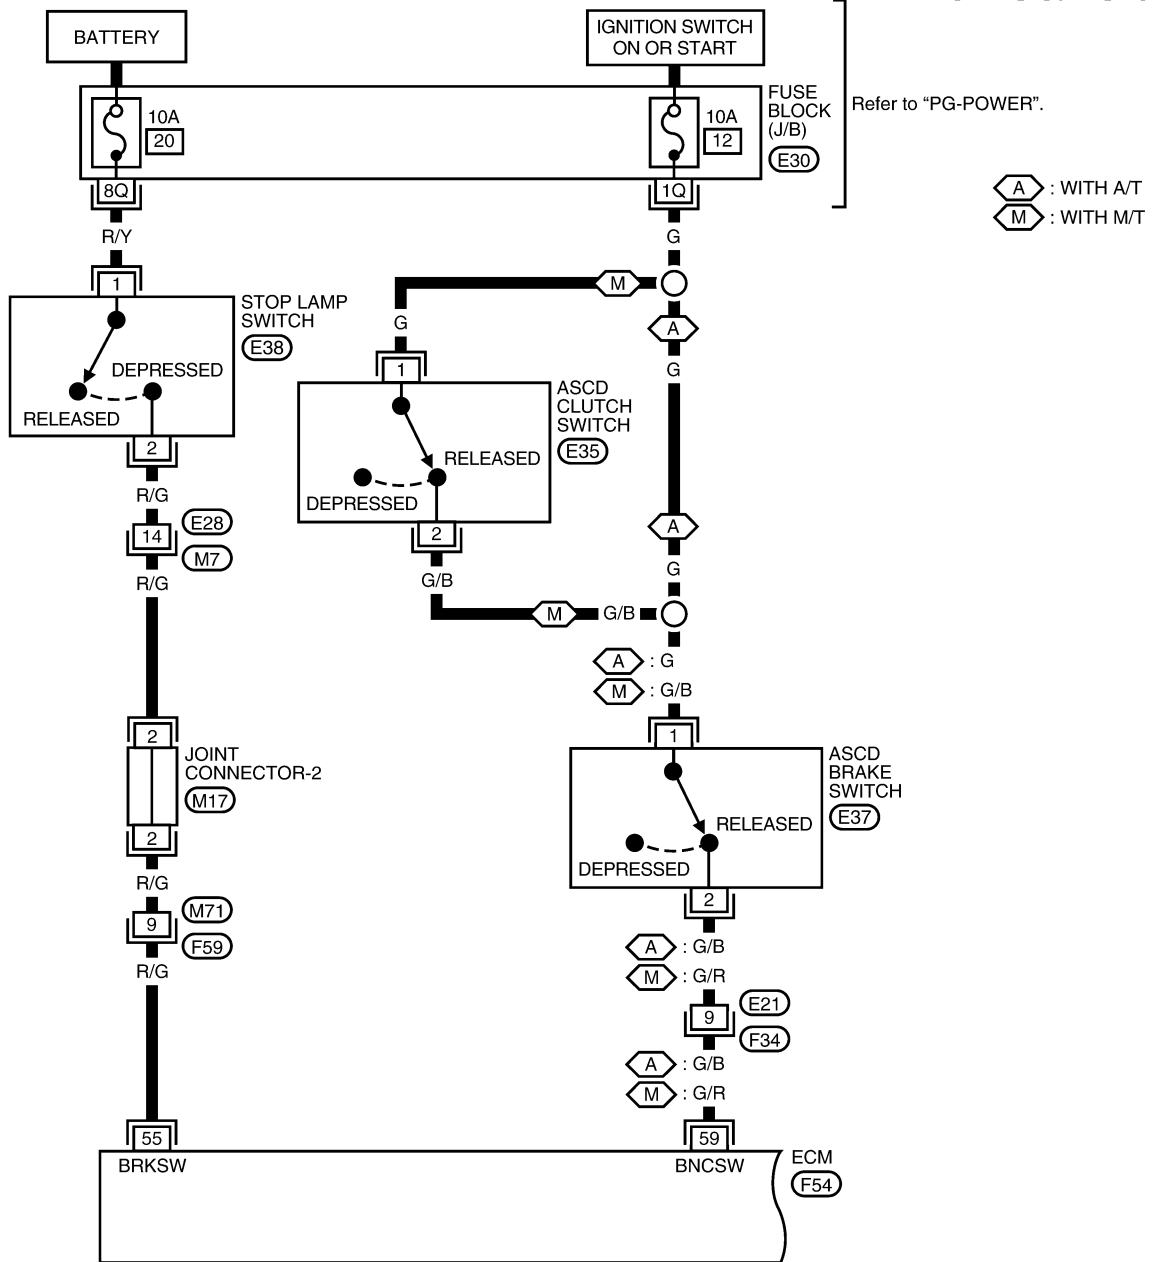 BATTERY
IGNITION SWITCH
ON OR START
FUSE
BLOCK
(J/B)
E30
Refer to “PG-POWER”.
10A
20
10A
12
8Q
1Q
A : WITH A/T
M : WITH M/T
R/Y
G
1
M
STOP LAMP
SWITCH
E38
G
A
DEPRESSED
RELEASED
1
G
ASCD
CLUTCH
SWITCH
E35
2
RELEASED
DEPRESSED
R/G
14
E28
M7
2
A
R/G
G/B
G
M
G/B
A : G
M : G/B
2
1
JOINT
CONNECTOR-2
M17
ASCD
BRAKE
SWITCH
E37
RELEASED
DEPRESSED
2
R/G
2
9
M71
F59
A : G/B
M : G/R
R/G
9
E21
F34
A : G/B
M : G/R
55
59
BRKSW
BNCSW
ECM
F54